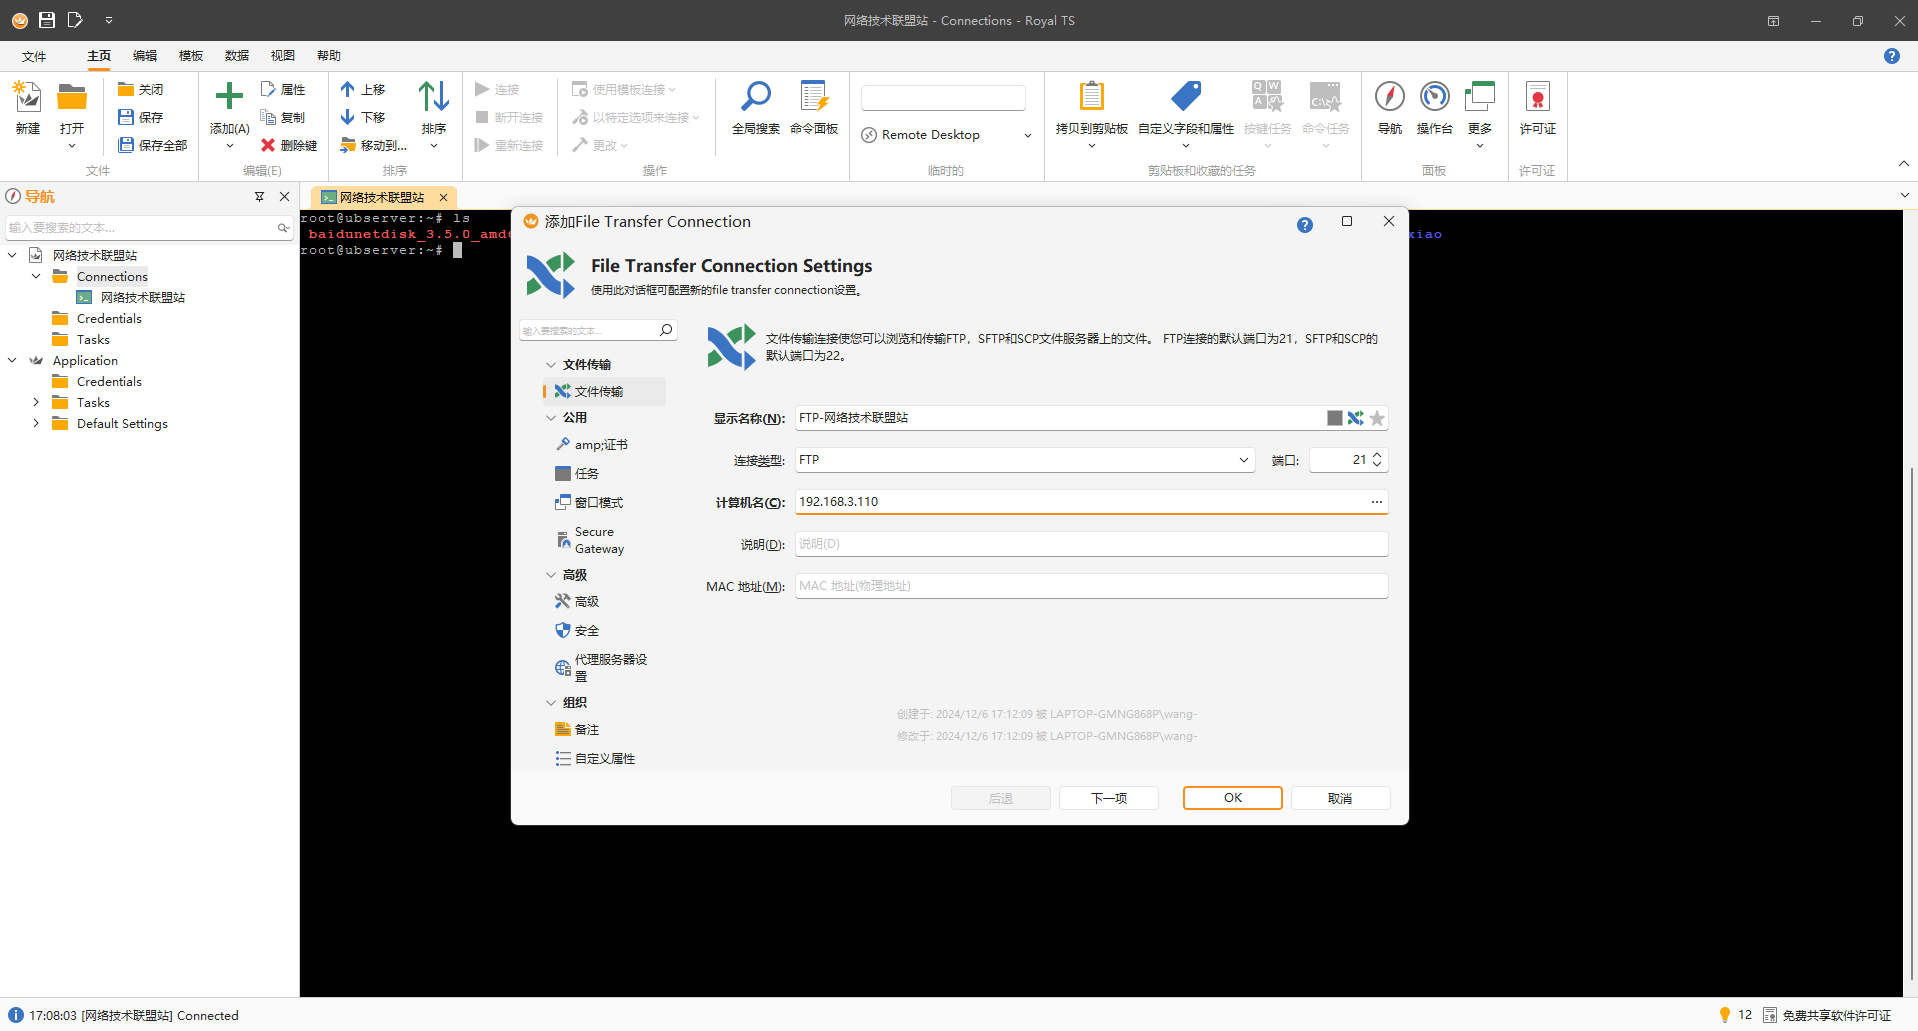 网络技术联盟站 - Connections - Royal TS
文件 主页 编辑 模板 数据 视图 帮助
新建 打开 关闭 保存 保存全部
文件
添加(A) 属性 复制 删除键
编辑(E)
上移 下移 移动到... 排序
排序
连接 断开连接 重新连接 使用模板连接 以特定选项来连接 更改
全局搜索 命令面板
操作
Remote Desktop
临时的
拷贝到剪贴板 自定义字段和属性 按键任务 命令任务
剪贴板和收藏的任务
导航 操作台 更多
面板
许可证
许可证
导航
输入要搜索的文本...
网络技术联盟站
Connections
网络技术联盟站
Credentials
Tasks
Application
Credentials
Tasks
Default Settings
网络技术联盟站
root@ubserver:~# ls
baidunetdisk_3.5.0_amd
xiao
root@ubserver:~#
添加File Transfer Connection
File Transfer Connection Settings
使用此对话框可配置新的file transfer connection设置。
输入要搜索的文本...
文件传输
文件传输
公用
amp;证书
任务
窗口模式
Secure
Gateway
高级
高级
安全
代理服务器设
置
组织
备注
自定义属性
文件传输连接使您可以浏览和传输FTP，SFTP和SCP文件服务器上的文件。 FTP连接的默认端口为21，SFTP和SCP的
默认端口为22。
显示名称(N): FTP-网络技术联盟站
连接类型: FTP 端口: 21
计算机名(C): 192.168.3.110 ...
说明(D): 说明(D)
MAC 地址(M): MAC 地址(物理地址)
创建于: 2024/12/6 17:12:09 被 LAPTOP-GMNG868P\wang-
修改于: 2024/12/6 17:12:09 被 LAPTOP-GMNG868P\wang-
后退 下一项 OK 取消
17:08:03 [网络技术联盟站] Connected
12 免费共享软件许可证